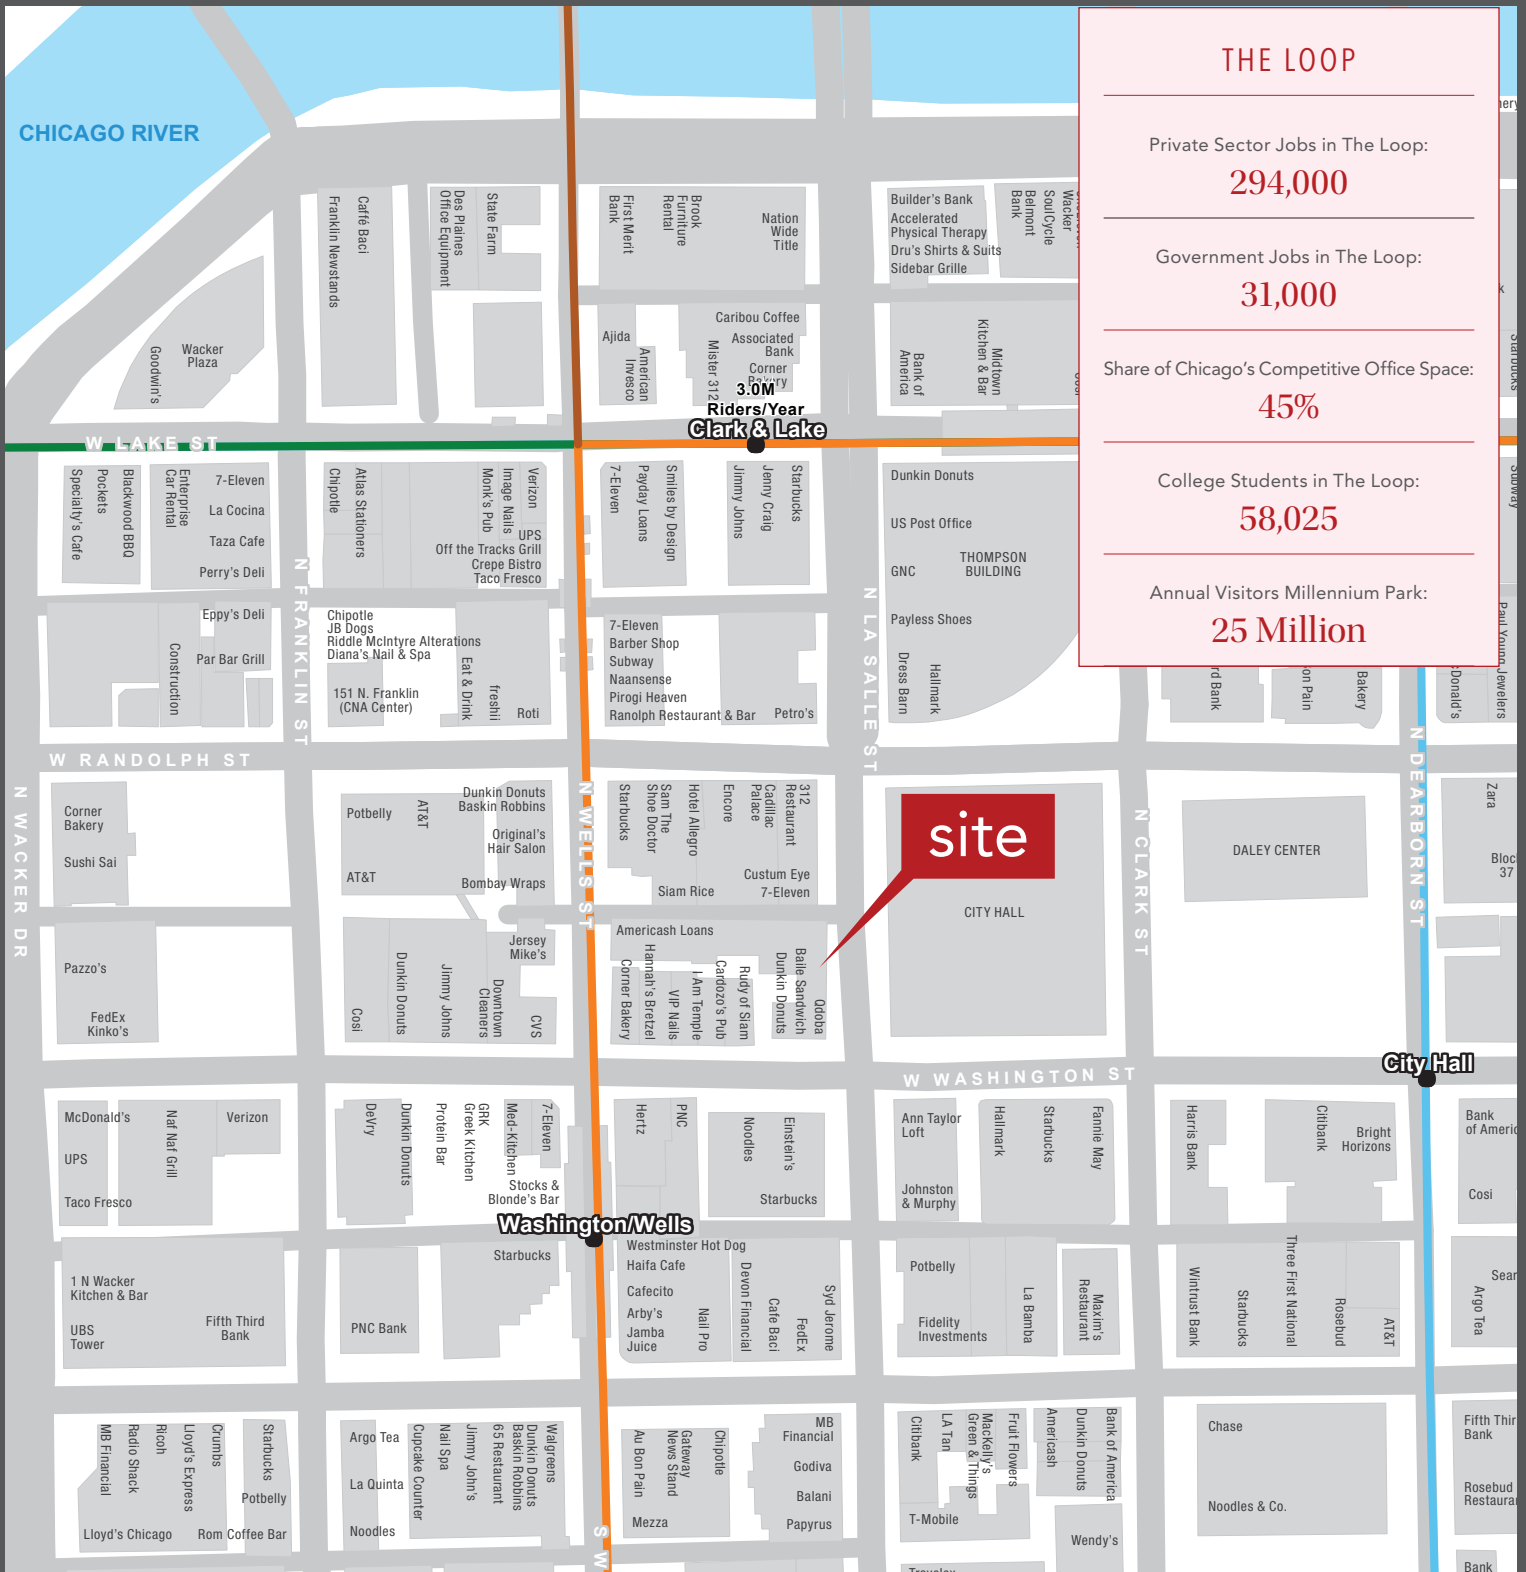 THE LOOP
Private Sector Jobs in The Loop:
294,000
Government Jobs in The Loop:
31,000
Share of Chicago’s Competitive Office Space:
45%
College Students in The Loop:
58,025
Annual Visitors Millennium Park:
25 Million
CHICAGO RIVER
Franklin Newstands
Caffé Baci
Des Plaines
Office Equipment
State Farm
First Merit
Bank
Brook
Furniture
Rental
Nation
Wide
Title
Builder's Bank
Accelerated
Physical Therapy
Dru's Shirts & Suits
Sidebar Grille
Belmont
Bank
SoulCycle
Wacker
Goodwin's
Wacker
Plaza
Ajida
American
Invesco
Mister 312
Caribou Coffee
Associated
Bank
Corner
Bakery
Bank of
America
Midtown
Kitchen & Bar
Starbucks
3.0M
Riders/Year
Clark & Lake
W LAKE ST
Specialty's Cafe
Pockets
Blackwood BBQ
Enterprise
Car Rental
7-Eleven
La Cocina
Taza Cafe
Perry's Deli
Chipotle
Atlas Stationers
Monk's Pub
Image Nails
Verizon
UPS
Off the Tracks Grill
Crepe Bistro
Taco Fresco
7-Eleven
Payday Loans
Smiles by Design
Jimmy Johns
Jenny Craig
Starbucks
Dunkin Donuts
US Post Office
GNC
THOMPSON
BUILDING
Payless Shoes
Dress Barn
Hallmark
Subway
N FRANKLIN ST
N LA SALLE ST
Eppy's Deli
Construction
Par Bar Grill
Chipotle
JB Dogs
Riddle McIntyre Alterations
Diana's Nail & Spa
151 N. Franklin
(CNA Center)
Eat & Drink
freshii
Roti
7-Eleven
Barber Shop
Subway
Naansense
Pirogi Heaven
Ranolph Restaurant & Bar
Petro's
rd Bank
on Pain
Bakery
Donald's
Paul Young Jewelers
W RANDOLPH ST
N WACKER DR
N WELLS ST
N CLARK ST
N DEARBORN ST
Corner
Bakery
Sushi Sai
Potbelly
AT&T
AT&T
Dunkin Donuts
Baskin Robbins
Original's
Hair Salon
Bombay Wraps
Starbucks
Sam The
Shoe Doctor
Hotel Allegro
Encore
Cadillac
Palace
312
Restaurant
Siam Rice
Custum Eye
7-Eleven
site
CITY HALL
DALEY CENTER
Zara
Bloc
37
Pazzo's
FedEx
Kinko's
Cosi
Dunkin Donuts
Jimmy Johns
Downtown
Cleaners
Jersey
Mike's
CVS
Americash Loans
Corner Bakery
Hannah's Bretzel
VIP Nails
I Am Temple
Cardozo's Pub
Rudy of Siam
Dunkin Donuts
Baile Sandwich
Qdoba
W WASHINGTON ST
City Hall
McDonald's
UPS
Taco Fresco
Naf Naf Grill
Verizon
DeVry
Dunkin Donuts
Protein Bar
GRK
Greek Kitchen
Med-Kitchen
7-Eleven
Stocks &
Blonde's Bar
Hertz
PNC
Noodles
Einstein's
Starbucks
Ann Taylor
Loft
Johnston
& Murphy
Hallmark
Starbucks
Fannie May
Harris Bank
Citibank
Bright
Horizons
Bank
of Americ
Cosi
Washington/Wells
1 N Wacker
Kitchen & Bar
UBS
Tower
Fifth Third
Bank
PNC Bank
Starbucks
Westminster Hot Dog
Haifa Cafe
Cafecito
Arby's
Jamba
Juice
Nail Pro
Devon Financial
Cafe Baci
FedEx
Syd Jerome
Potbelly
Fidelity
Investments
La Bamba
Maxim's
Restaurant
Wintrust Bank
Starbucks
Three First National
Rosebud
AT&T
Sear
Argo Tea
MB Financial
Radio Shack
Ricoh
Lloyd's Express
Crumbs
Starbucks
Potbelly
Lloyd's Chicago
Rom Coffee Bar
Argo Tea
La Quinta
Noodles
Cupcake Counter
Nail Spa
Jimmy John's
65 Restaurant
Baskin Robbins
Dunkin Donuts
Walgreens
S W
Au Bon Pain
Gateway
News Stand
Chipotle
Mezza
MB
Financial
Godiva
Balani
Papyrus
Citibank
LA Tan
MacKelly's
Green & Things
Fruit Flowers
T-Mobile
Americash
Dunkin Donuts
Bank of America
Wendy's
Chase
Noodles & Co.
Fifth Thir
Bank
Rosebud
Restaura
Bank